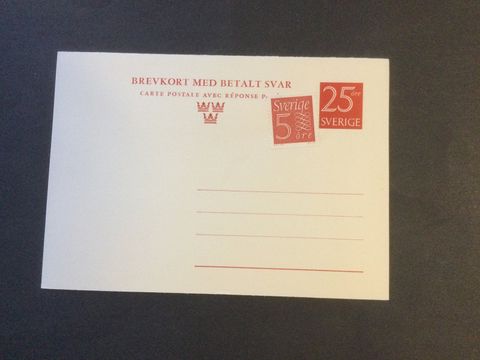 BREVKORT MED BETALT SVAR
CARTE POSTALE AVEC RÉPONSE P
Sverige
5
öre
25 öre
SVERIGE